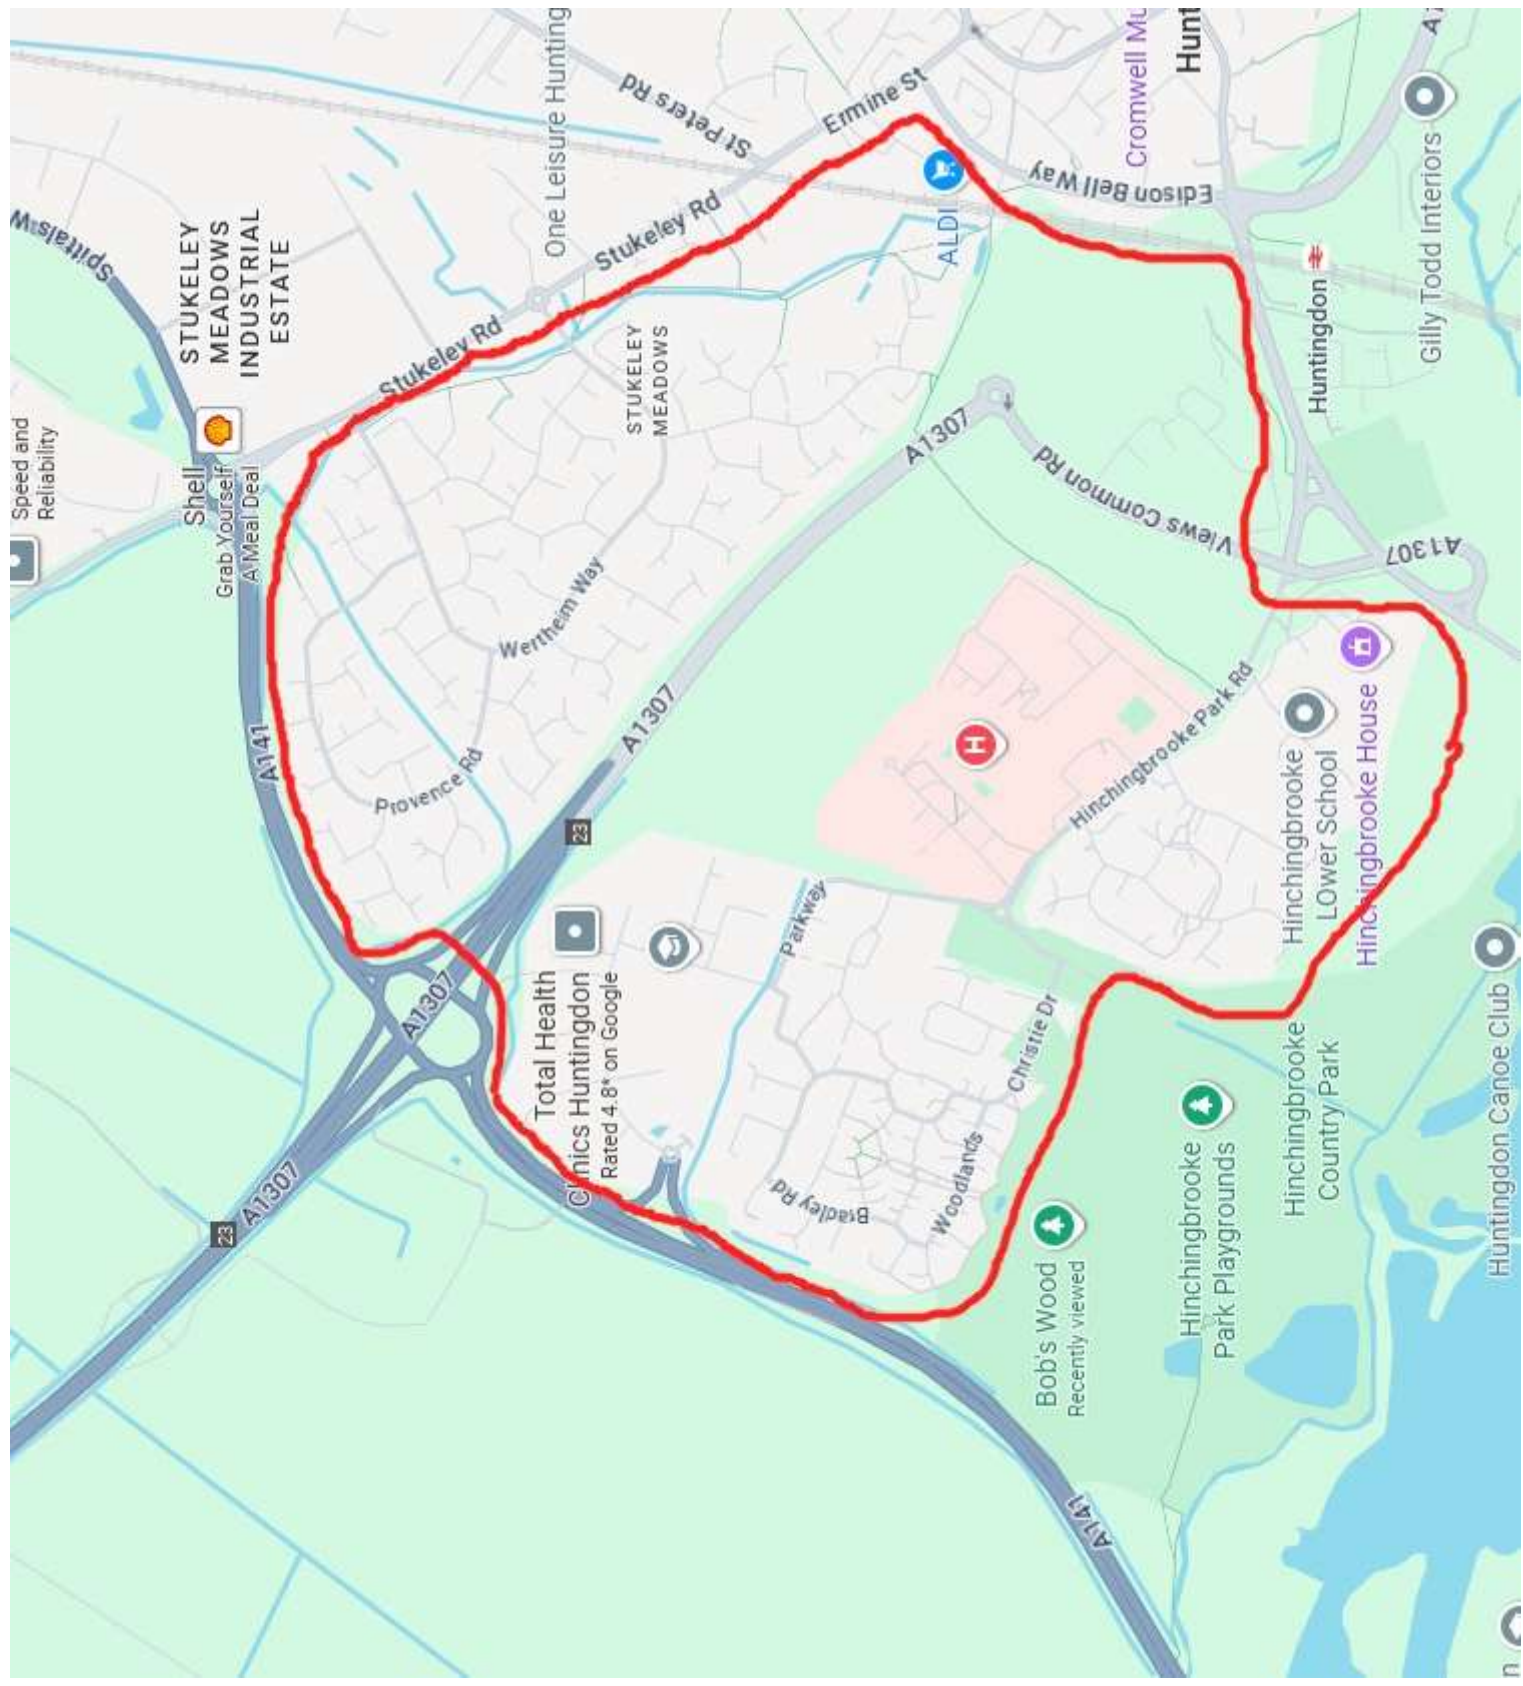 Speed and
Reliability
Spittals W
STUKELEY
MEADOWS
INDUSTRIAL
ESTATE
One Leisure Hunting
St Peters Rd
Ermine St
Cromwell Mu
Hunt
A1
Gilly Todd Interiors
Edison Bell Way
ALDI
Stukeley Rd
Stukeley Rd
Shell
Grab Yourself
A Meal Deal
STUKELEY
MEADOWS
Huntingdon
A1307
Views Common Rd
A1307
Wertheim Way
A141
Provence Rd
A1307
23
H
Hinchingbrooke Park Rd
Hinchingbrooke
Lower School
Hinchingbrooke House
Parkway
Total Health
Clinics Huntingdon
Rated 4.8* on Google
A1307
A1307
23
Christie Dr
Woodlands
Bradley Rd
Bob's Wood
Recently viewed
Hinchingbrooke
Park Playgrounds
Hinchingbrooke
Country Park
Huntingdon Canoe Club
A141
n